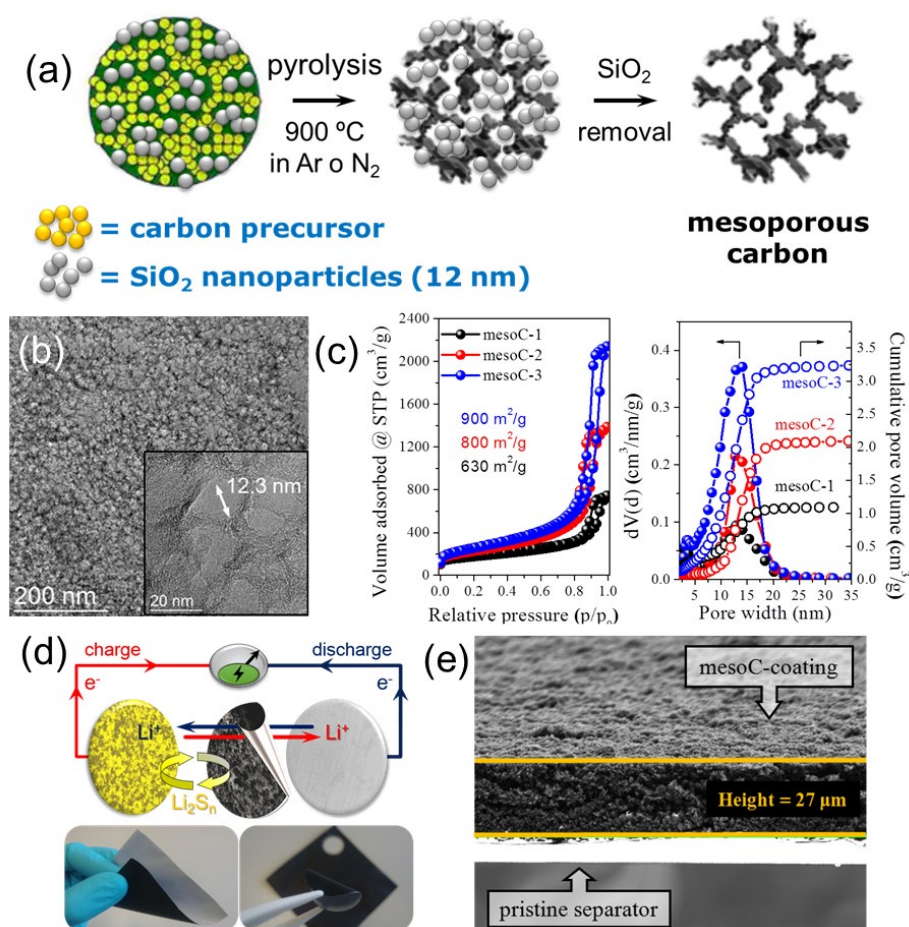 (a)
pyrolysis
900 ºC
in Ar o N2
SiO2
removal
mesoporous
carbon
= carbon precursor
= SiO2 nanoparticles (12 nm)
(b)
12,3 nm
20 nm
200 nm
(c)
Volume adsorbed @ STP (cm3/g)
2400
2200
1800
1400
1000
800
400
0
mesoC-1
mesoC-2
mesoC-3
900 m2/g
800 m2/g
630 m2/g
0.0 0.2 0.4 0.6 0.8 1.0
Relative pressure (p/po)
dV(d) (cm3/nm/g)
0.4
0.3
0.2
0.1
0.0
mesoC-3
mesoC-2
mesoC-1
3.5
3.0
2.5
2.0
1.5
1.0
0.5
0.0
Cumulative pore volume (cm3/g)
5 10 15 20 25 30 35
Pore width (nm)
(d)
charge
discharge
e-
e-
Li+
Li+
Li2Sn
(e)
mesoC-coating
Height = 27 µm
pristine separator